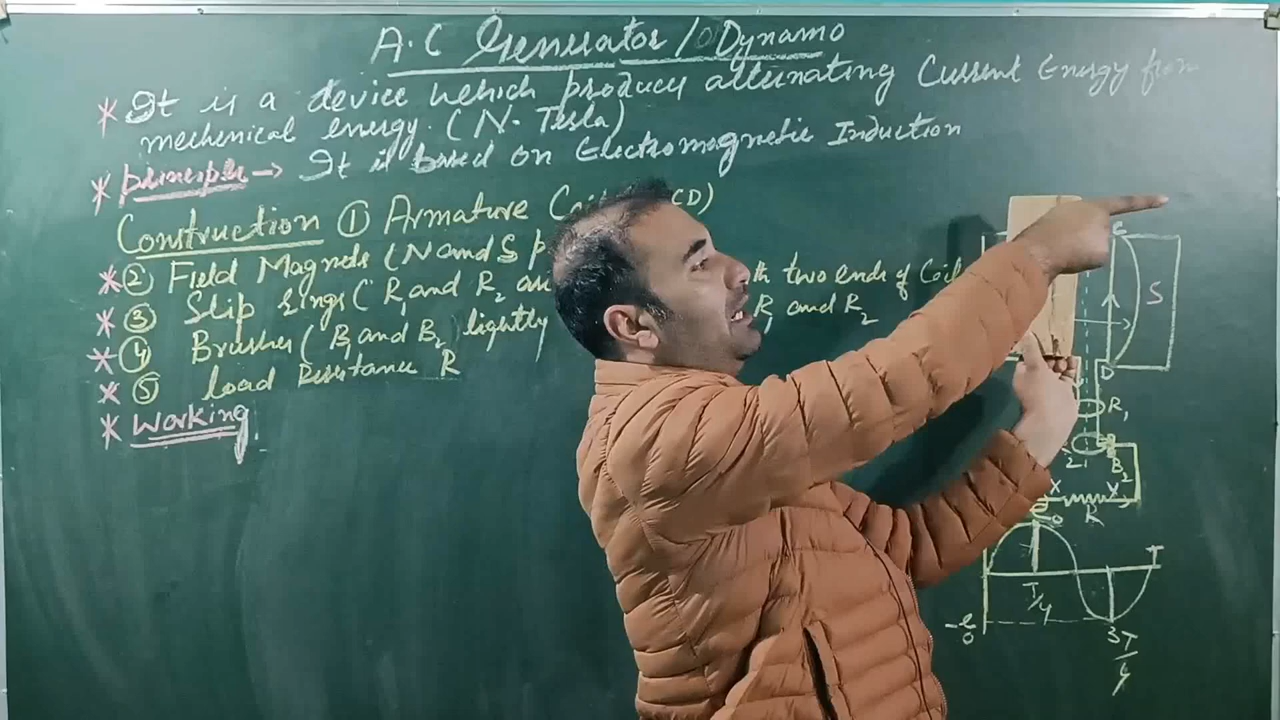 A.C Generator / Dynamo
* It is a device which produces alternating Current Energy from
mechenical energy. (N. Tesla)
* principle → It is based on Electromagnetic Induction
Construction ① Armature CD)
* ② Field Magnets (N and S
* ③ Slip rings ( R1 and R2 two ends of Coil
* ④ Brushes ( B1 and B2 lightly R1 and R2
* ⑤ load Resistance R
* Working
S
D
R1
B2
X Y
R
T
T/4
-e0
3T/4